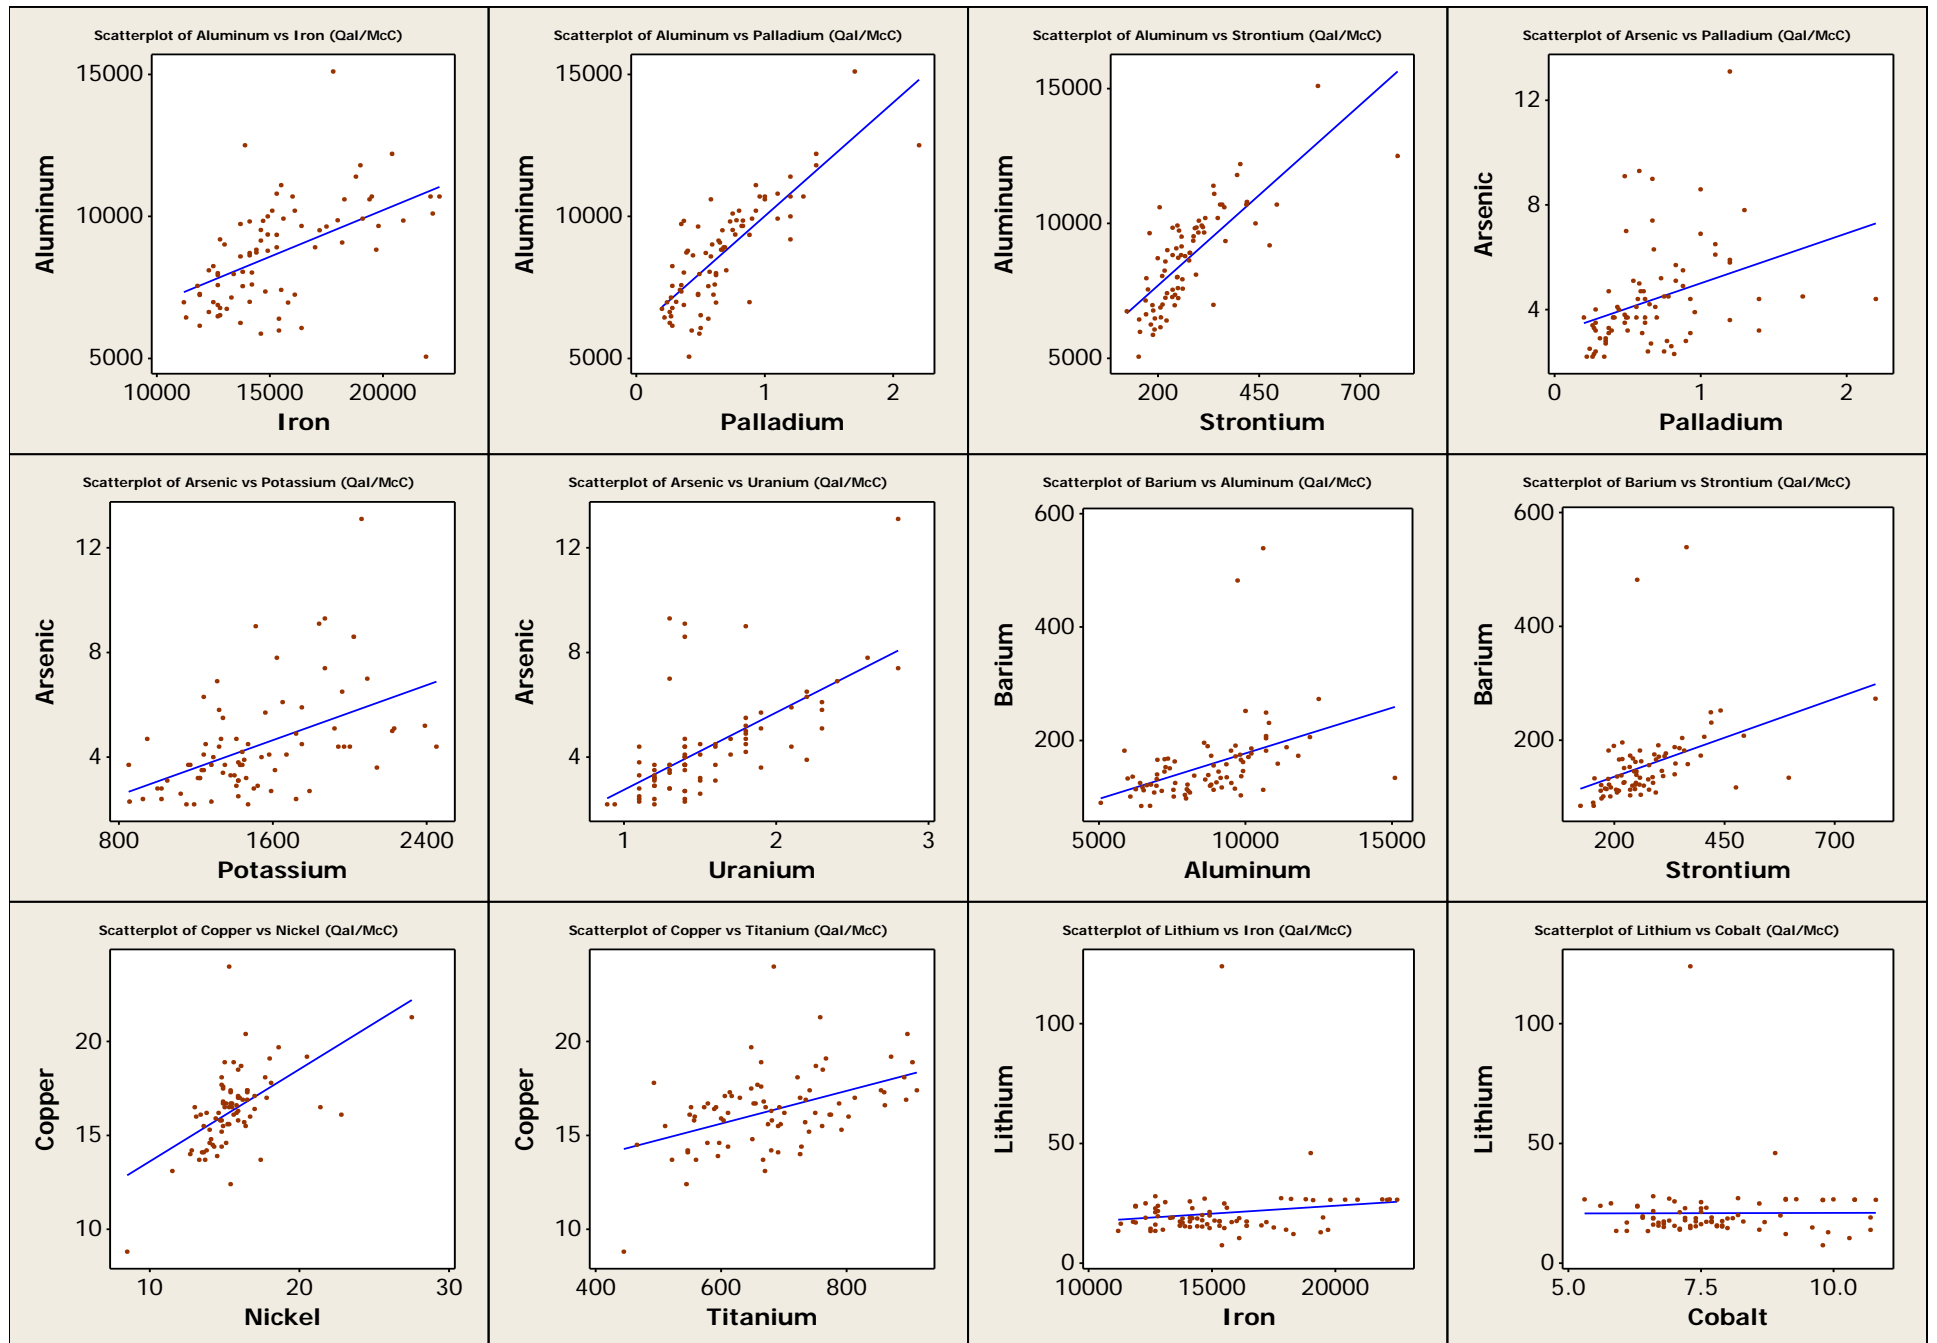 Scatterplot of Aluminum vs Iron (Qal/McC)
15000
10000
5000
Aluminum
10000 15000 20000
Iron
Scatterplot of Aluminum vs Palladium (Qal/McC)
15000
10000
5000
Aluminum
0 1 2
Palladium
Scatterplot of Aluminum vs Strontium (Qal/McC)
15000
10000
5000
Aluminum
200 450 700
Strontium
Scatterplot of Arsenic vs Palladium (Qal/McC)
12
8
4
Arsenic
0 1 2
Palladium
Scatterplot of Arsenic vs Potassium (Qal/McC)
12
8
4
Arsenic
800 1600 2400
Potassium
Scatterplot of Arsenic vs Uranium (Qal/McC)
12
8
4
Arsenic
1 2 3
Uranium
Scatterplot of Barium vs Aluminum (Qal/McC)
600
400
200
Barium
5000 10000 15000
Aluminum
Scatterplot of Barium vs Strontium (Qal/McC)
600
400
200
Barium
200 450 700
Strontium
Scatterplot of Copper vs Nickel (Qal/McC)
20
15
10
Copper
10 20 30
Nickel
Scatterplot of Copper vs Titanium (Qal/McC)
20
15
10
Copper
400 600 800
Titanium
Scatterplot of Lithium vs Iron (Qal/McC)
100
50
0
Lithium
10000 15000 20000
Iron
Scatterplot of Lithium vs Cobalt (Qal/McC)
100
50
0
Lithium
5.0 7.5 10.0
Cobalt